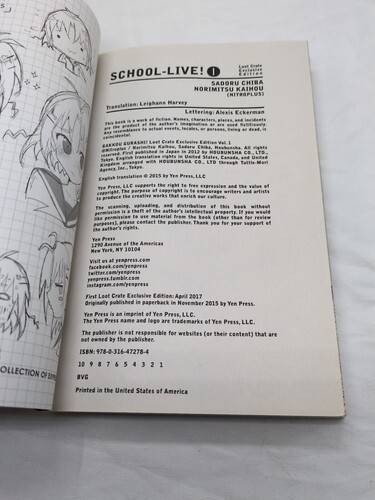 SCHOOL-LIVE! 1
Loot Crate
Exclusive
Edition
SADORU CHIBA
NORIMITSU KAIHOU
(NITROPLUS)
Translation: Leighann Harvey
Lettering: Alexis Eckerman
This book is a work of fiction. Names, characters, places, and incidents
are the product of the author's imagination or are used fictitiously.
Any resemblance to actual events, locales, or persons, living or dead, is
coincidental.
GAKKOU GURASHI! Loot Crate Exclusive Edition Vol. 1
©Nitroplus / Norimitsu Kaihou, Sadoru Chiba, Houbunsha. All rights
reserved. First published in Japan in 2012 by HOUBUNSHA CO., LTD.,
Tokyo. English translation rights in United States, Canada, and United
Kingdom arranged with HOUBUNSHA CO., LTD through Tuttle-Mori
Agency, Inc., Tokyo.
English translation © 2015 by Yen Press, LLC
Yen Press, LLC supports the right to free expression and the value of
copyright. The purpose of copyright is to encourage writers and artists
to produce the creative works that enrich our culture.
The scanning, uploading, and distribution of this book without
permission is a theft of the author's intellectual property. If you would
like permission to use material from the book (other than for review
purposes), please contact the publisher. Thank you for your support of
the author's rights.
Yen Press
1290 Avenue of the Americas
New York, NY 10104
Visit us at yenpress.com
facebook.com/yenpress
twitter.com/yenpress
yenpress.tumblr.com
instagram.com/yenpress
First Loot Crate Exclusive Edition: April 2017
Originally published in paperback in November 2015 by Yen Press.
Yen Press is an imprint of Yen Press, LLC.
The Yen Press name and logo are trademarks of Yen Press, LLC.
The publisher is not responsible for websites (or their content) that are
not owned by the publisher.
ISBN: 978-0-316-47278-4
10 9 8 7 6 5 4 3 2 1
BVG
Printed in the United States of America
COLLECTION OF